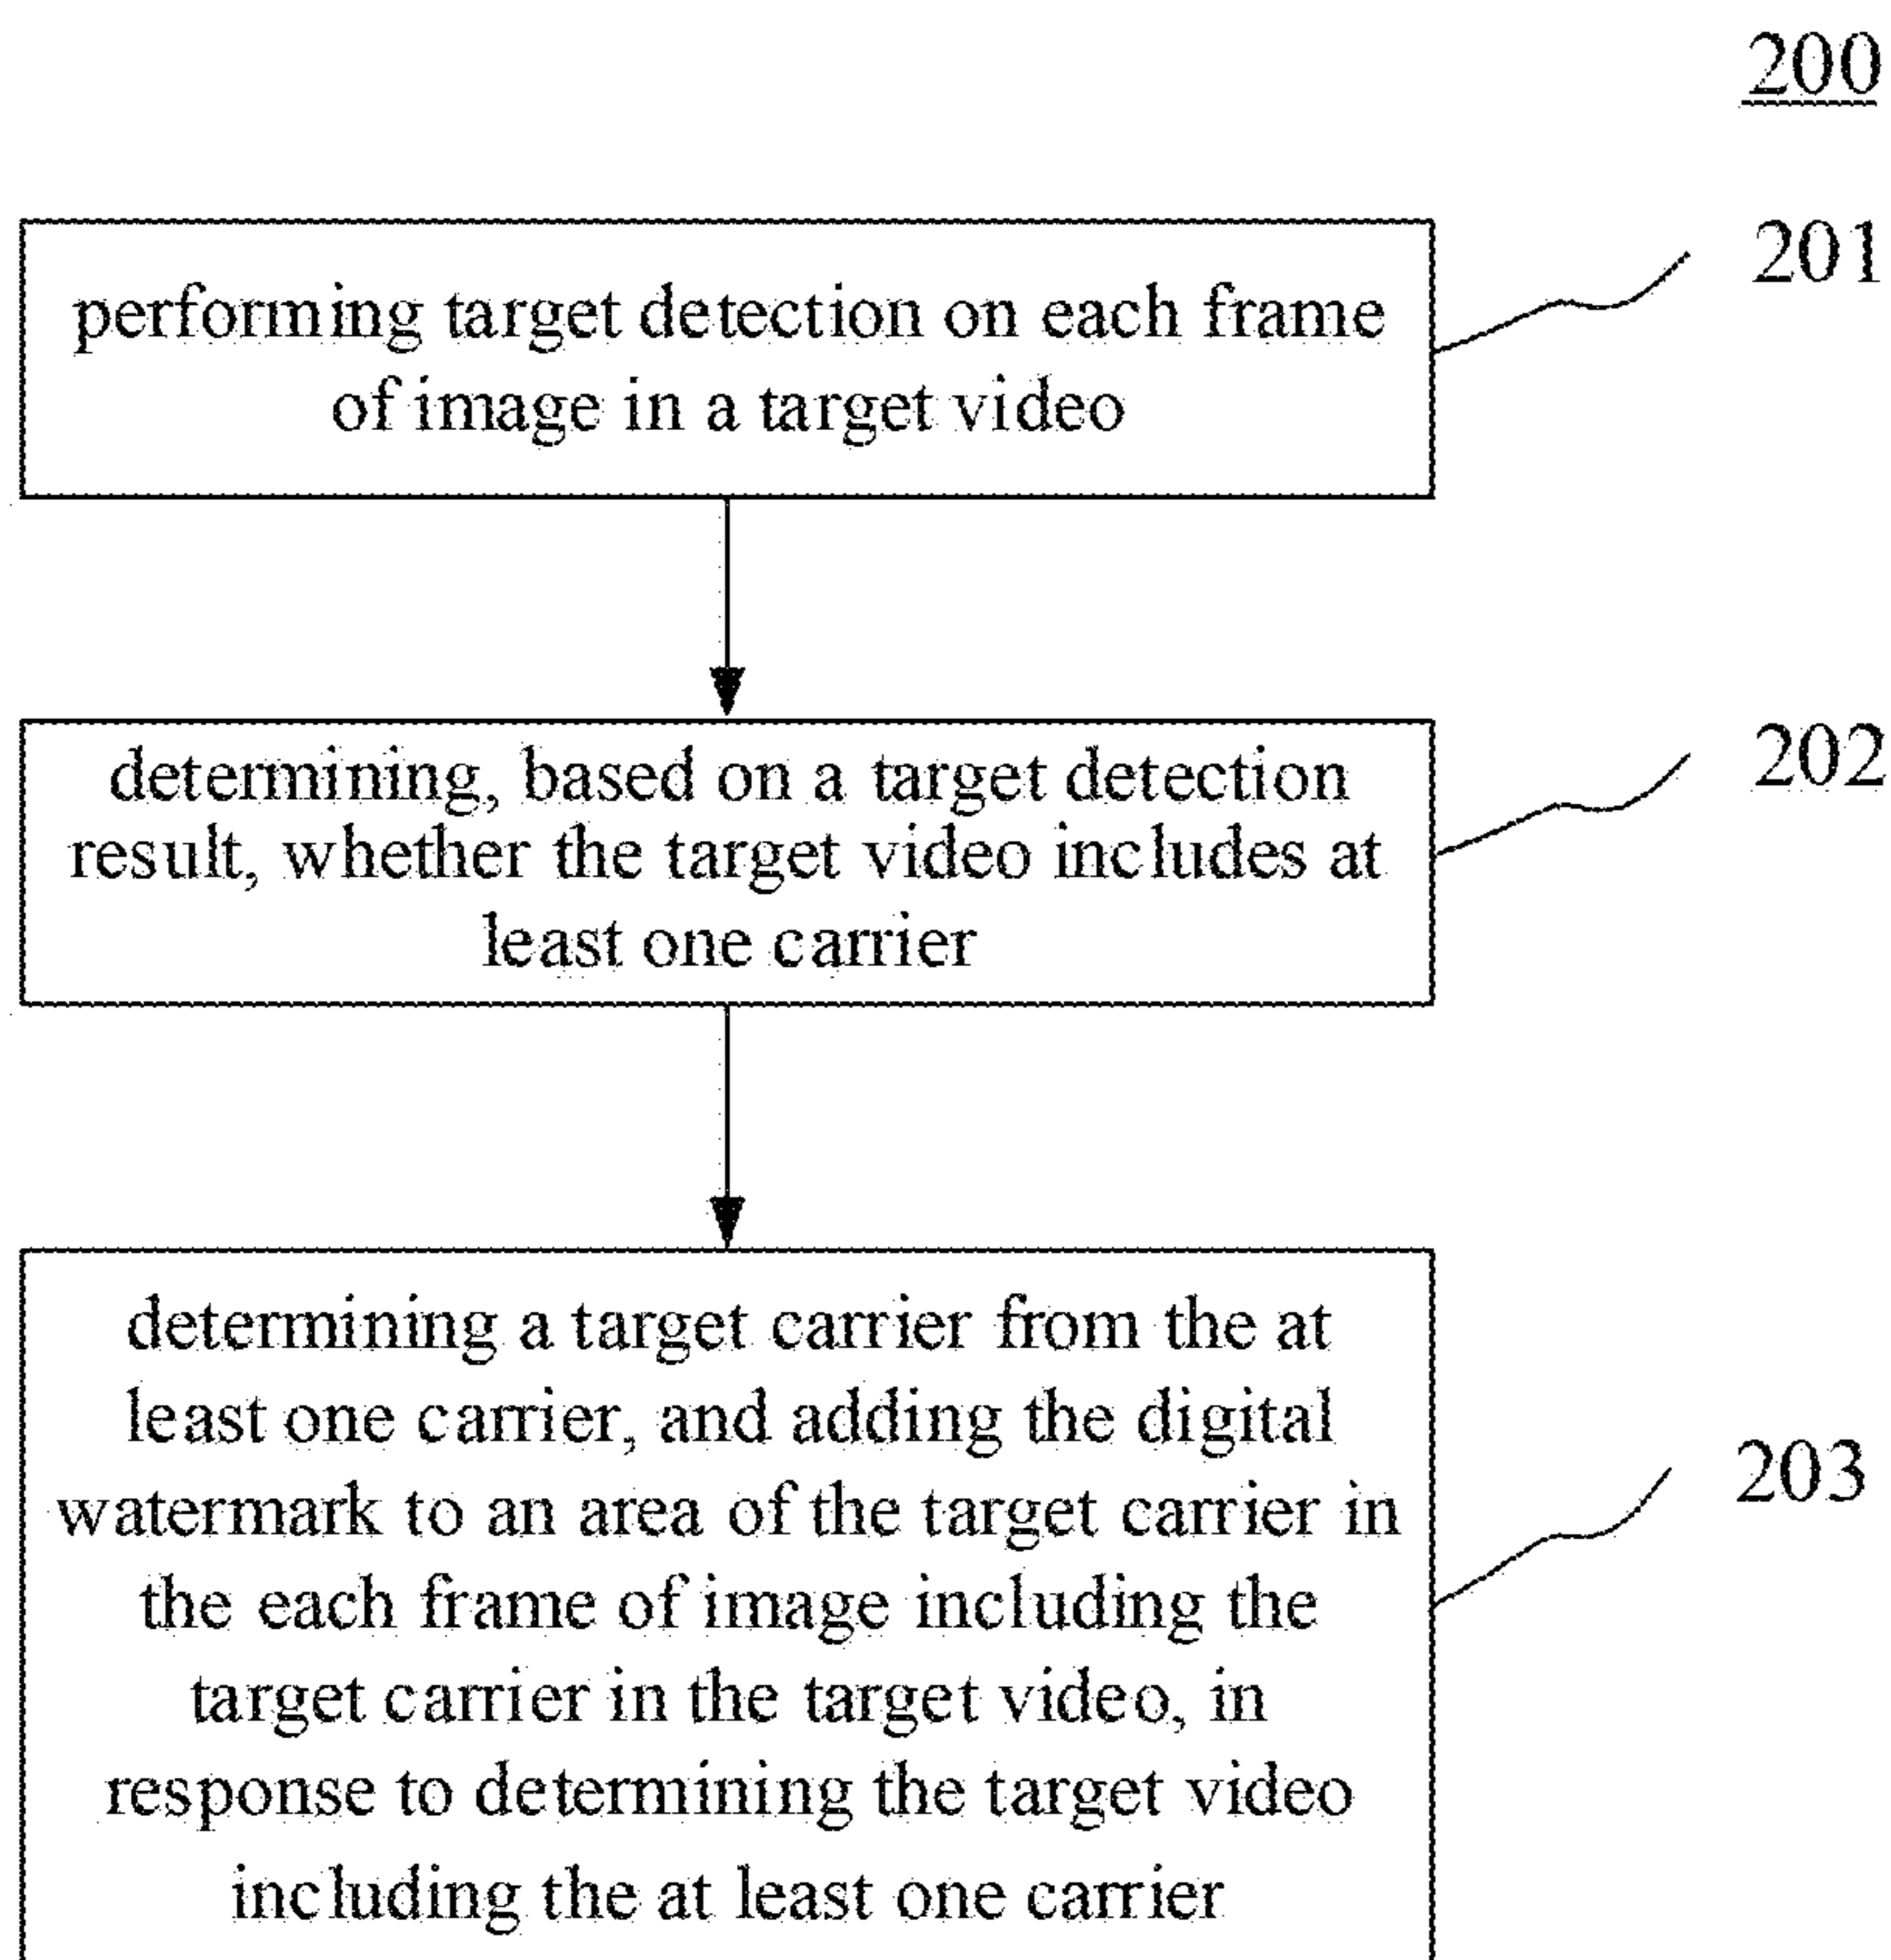 200
201
performing target detection on each frame
of image in a target video
202
determining, based on a target detection
result, whether the target video includes at
least one carrier
203
determining a target carrier from the at
least one carrier, and adding the digital
watermark to an area of the target carrier in
the each frame of image including the
target carrier in the target video, in
response to determining the target video
including the at least one carrier